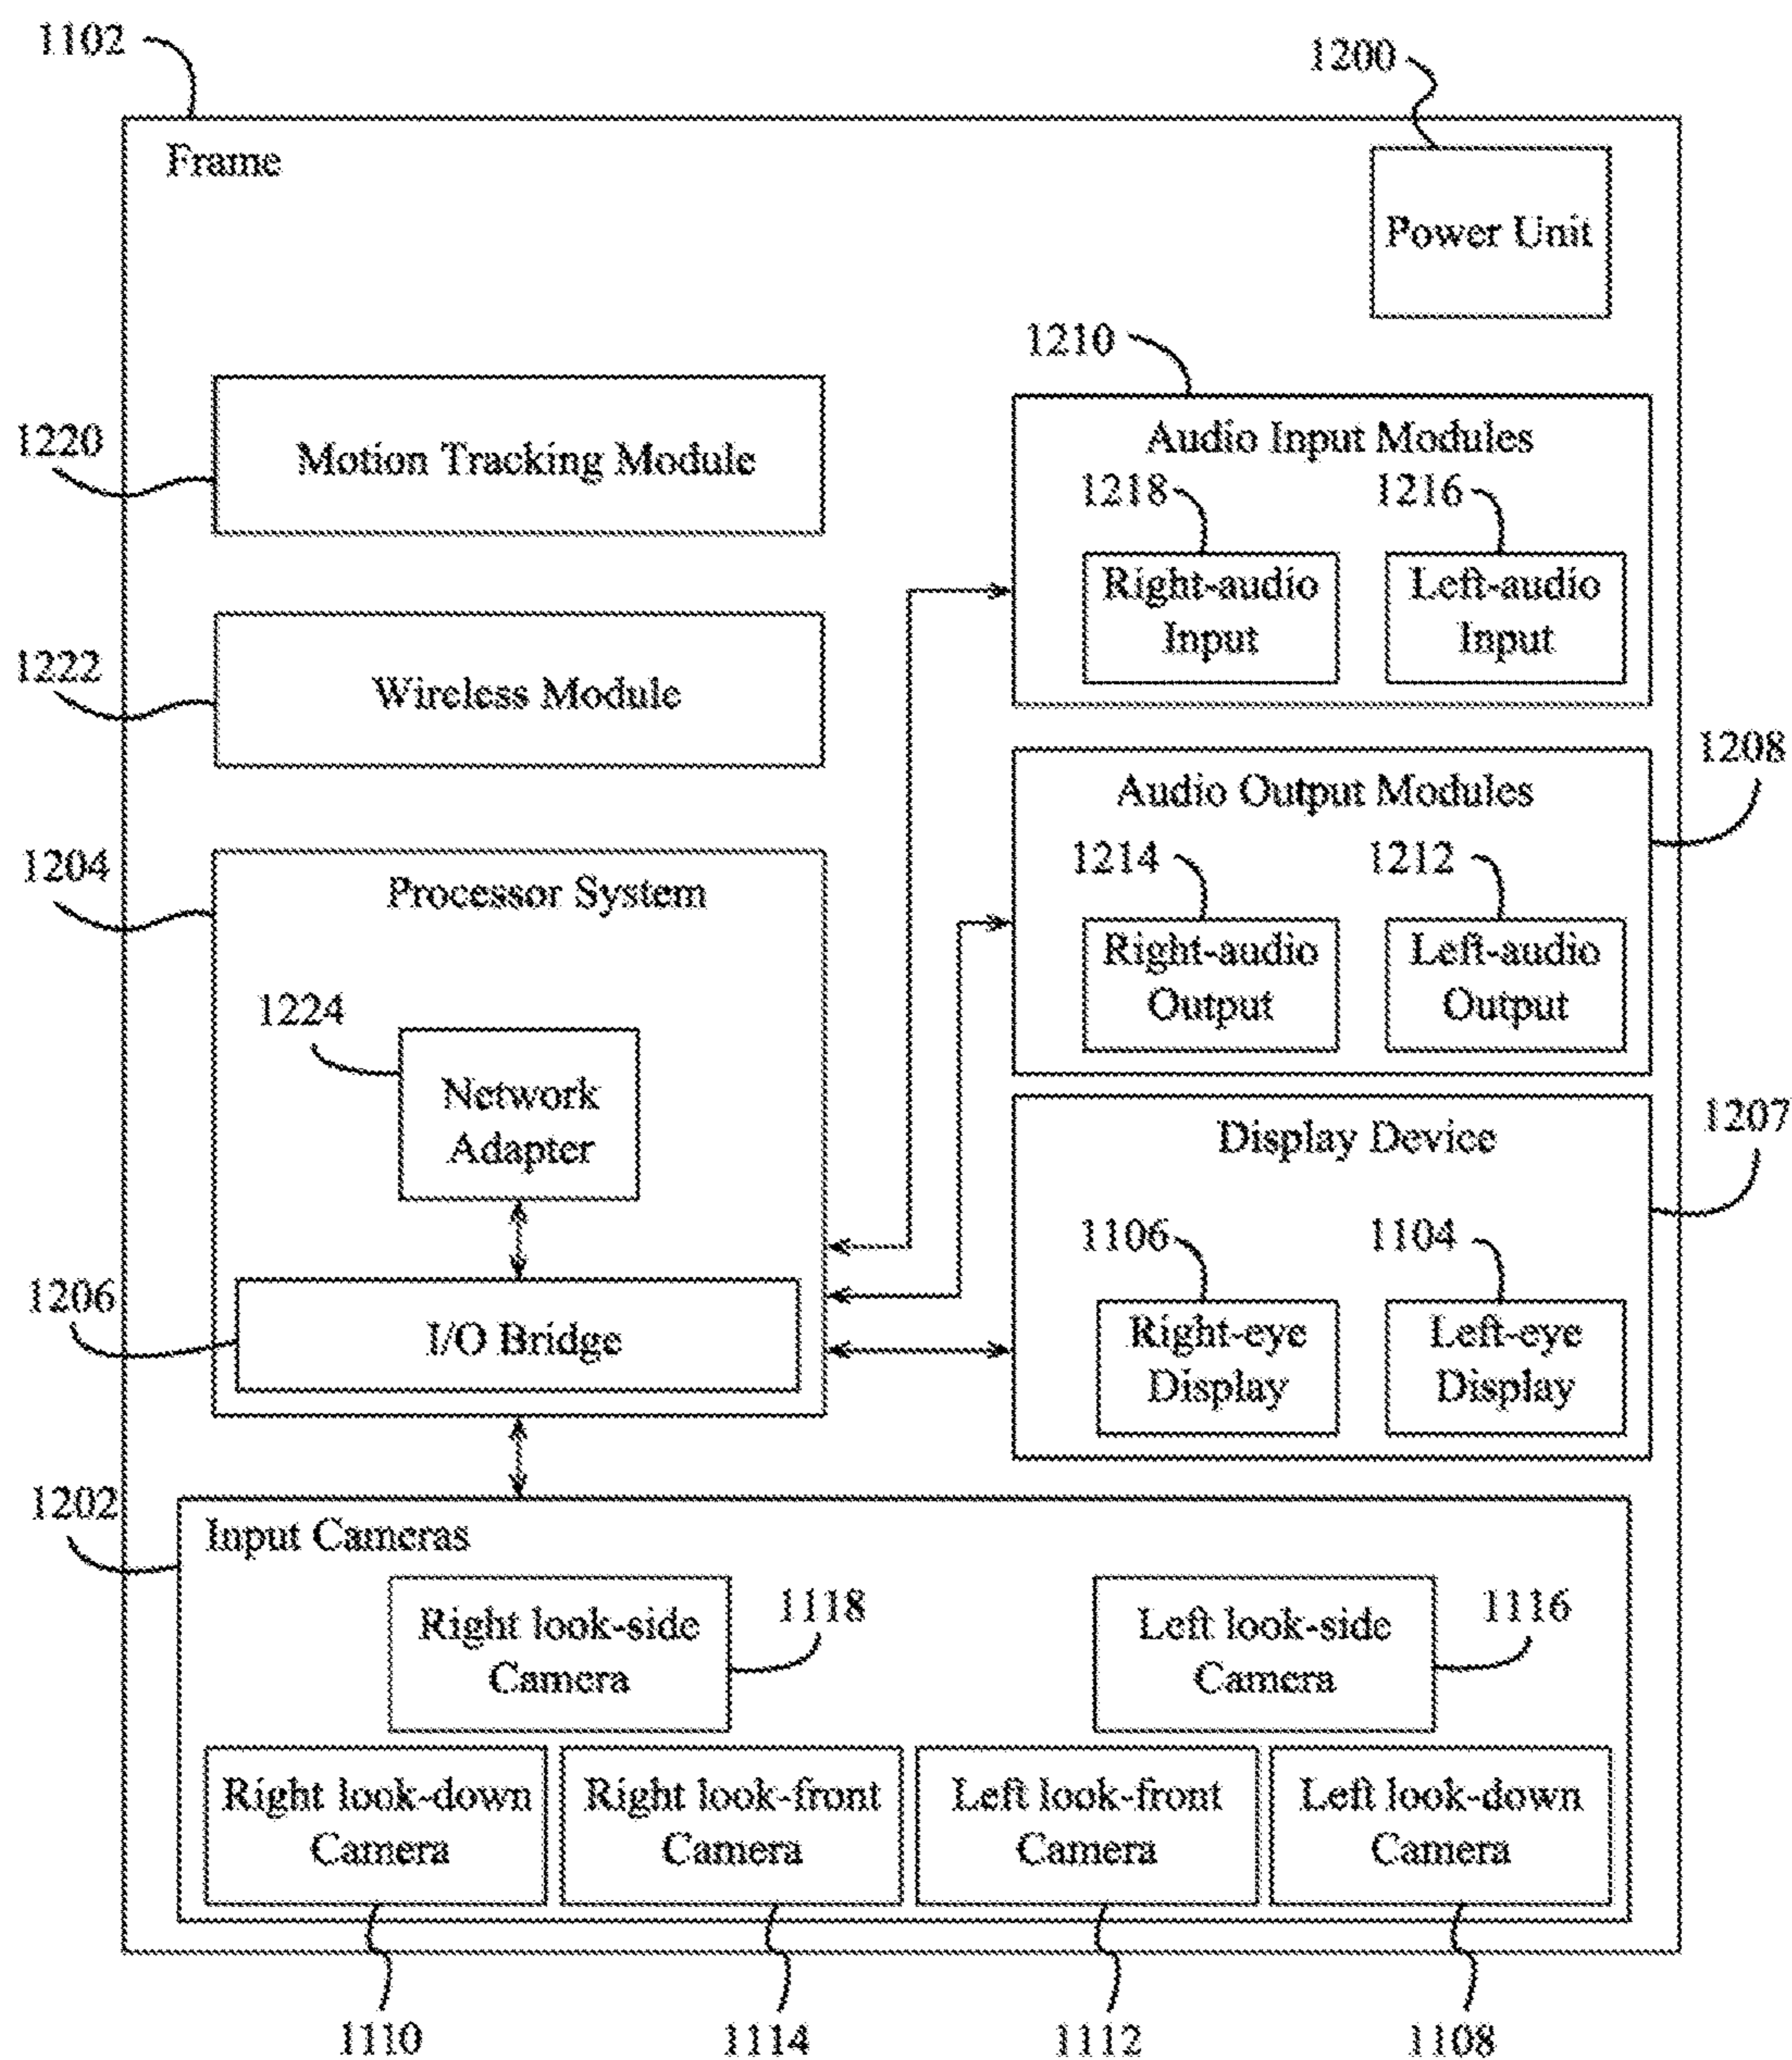 1102
1200
Frame
Power Unit
1210
1220
Motion Tracking Module
Audio Input Modules
1218
1216
Right-audio
Input
Left-audio
Input
1222
Wireless Module
1208
Audio Output Modules
1204
Processor System
1214
1212
Right-audio
Output
Left-audio
Output
1224
Network
Adapter
1207
Display Device
1106
1104
1206
I/O Bridge
Right-eye
Display
Left-eye
Display
1202
Input Cameras
Right look-side
Camera
1118
Left look-side
Camera
1116
Right look-down
Camera
Right look-front
Camera
Left look-front
Camera
Left look-down
Camera
1110
1114
1112
1108